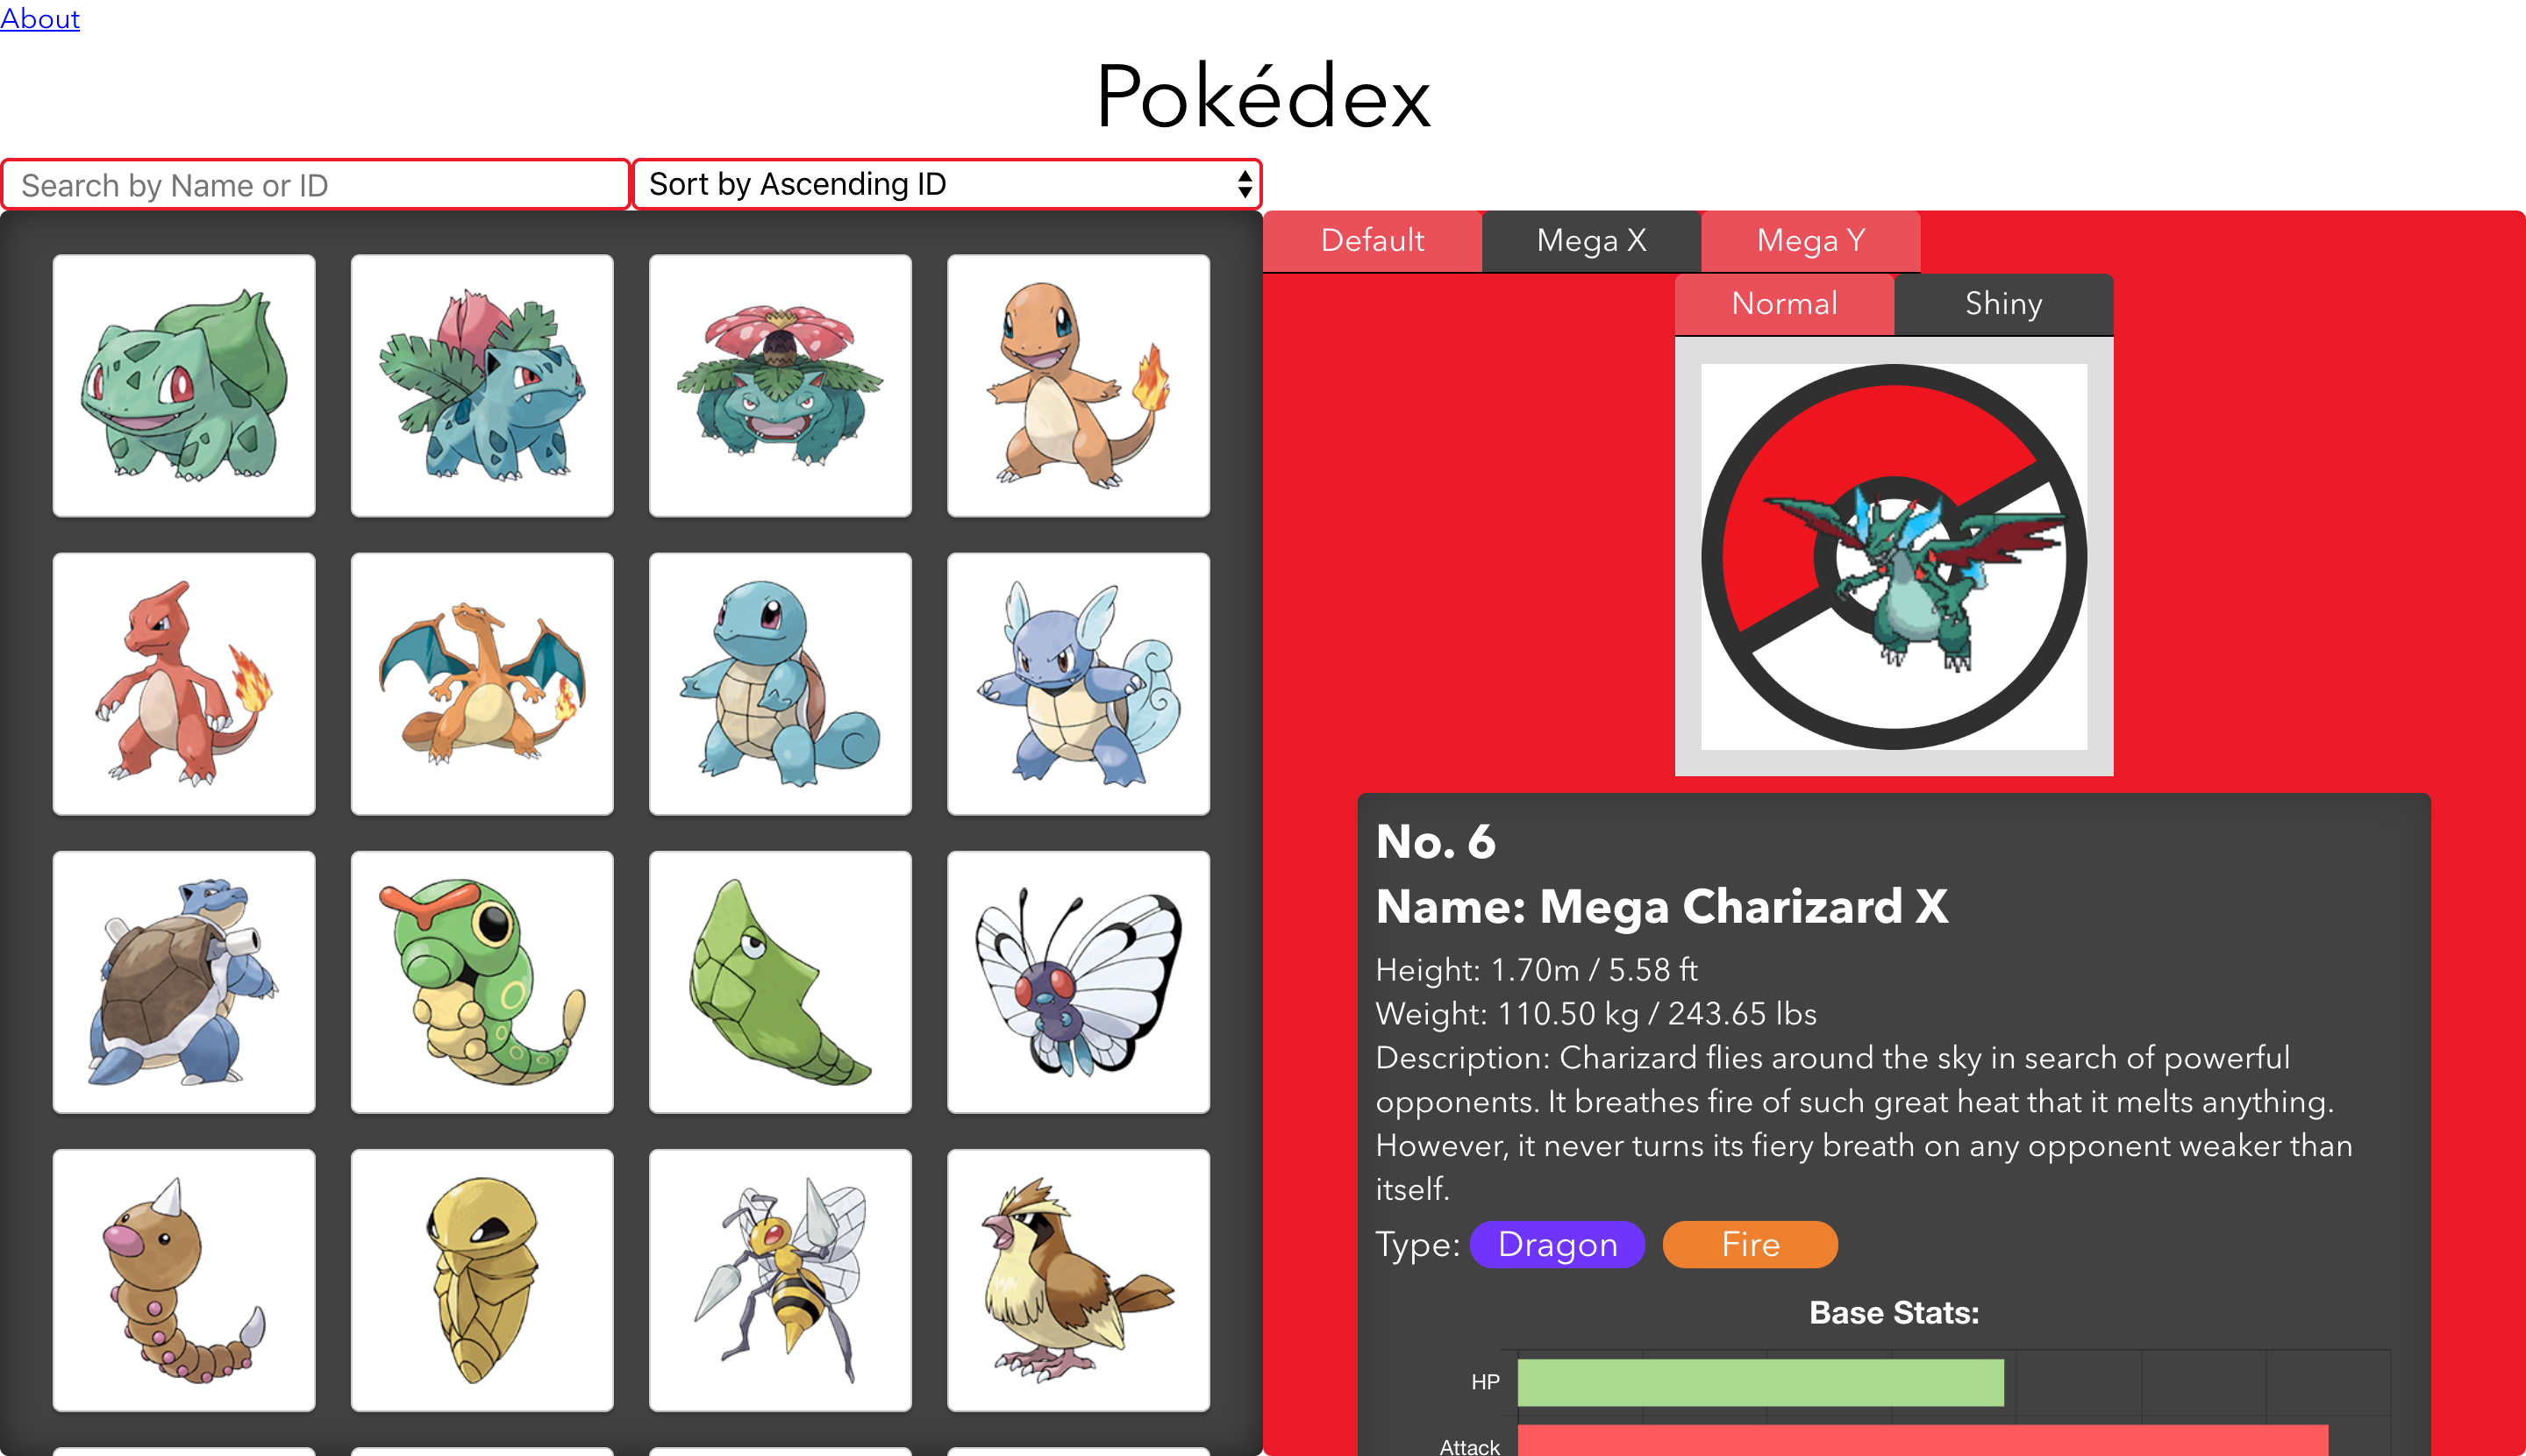 About
Pokédex
Search by Name or ID
Sort by Ascending ID
Default
Mega X
Mega Y
Normal
Shiny
No. 6
Name: Mega Charizard X
Height: 1.70m / 5.58 ft
Weight: 110.50 kg / 243.65 lbs
Description: Charizard flies around the sky in search of powerful
opponents. It breathes fire of such great heat that it melts anything.
However, it never turns its fiery breath on any opponent weaker than
itself.
Type: Dragon Fire
Base Stats:
HP
Attack